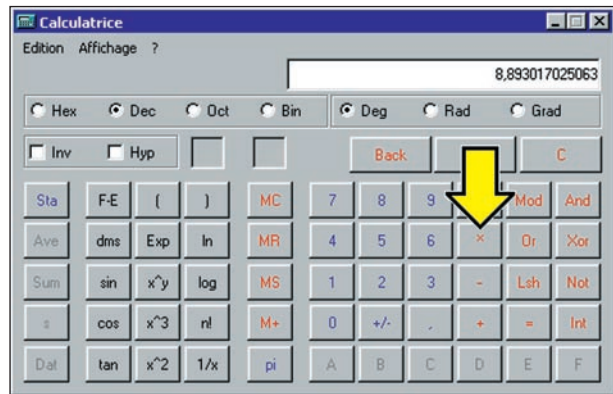 Calculatrice
Edition Affichage ?
8,893017025063
Hex Dec Oct Bin Deg Rad Grad
Inv Hyp Back C
Sta F-E ( ) MC 7 8 9 Mod And
Ave dms Exp ln MR 4 5 6 × Or Xor
Sum sin x^y log MS 1 2 3 - Lsh Not
s cos x^3 n! M+ 0 +/- , + = Int
Dat tan x^2 1/x pi A B C D E F